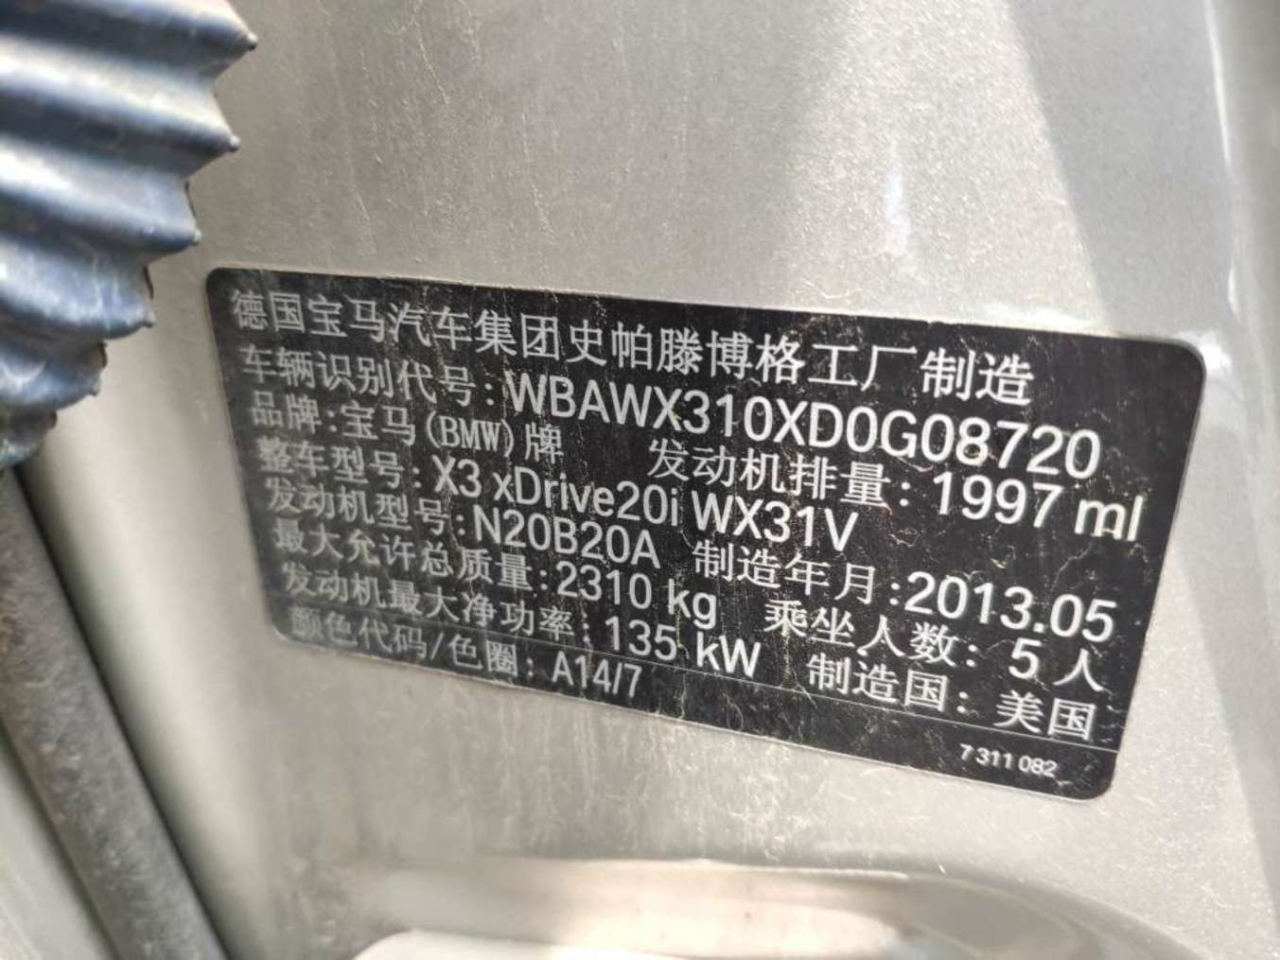 德国宝马汽车集团史帕滕博格工厂制造
车辆识别代号:WBAWX310XD0G08720
品牌:宝马(BMW)牌 发动机排量:1997 ml
整车型号:X3 xDrive20i WX31V
发动机型号:N20B20A 制造年月:2013.05
最大允许总质量:2310 kg 乘坐人数:5人
发动机最大净功率:135 kW 制造国:美国
颜色代码/色圈:A14/7
7 311 082